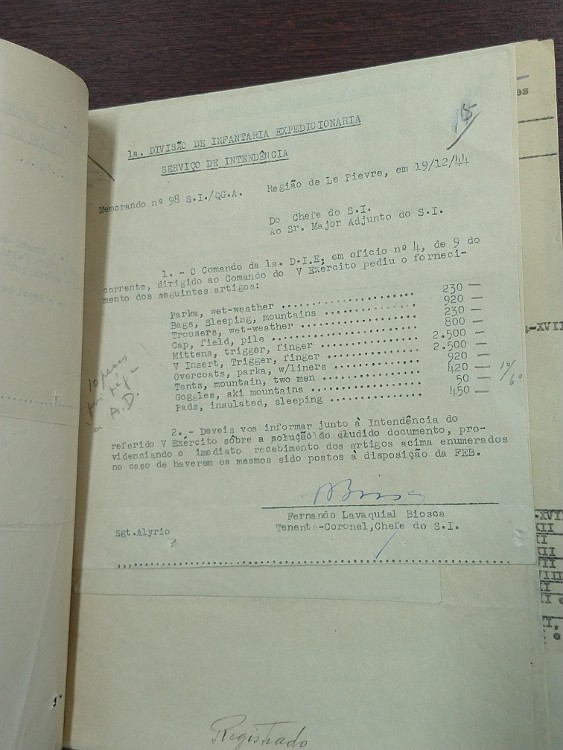 15
1a. DIVISÃO DE INFANTARIA EXPEDICIONARIA
SERVIÇO DE INTENDÊNCIA
Memorando nº 98 S.I./QG.A.
Região de Le Pievre, em 19/12/44
Do Chefe do S.I.
Ao Sr. Major Adjunto do S.I.
1. - O Comando da 1a. D.I.E, em oficio nº 4, de 9 do
corrente, dirigido ao Comando do V Exército pediu o forneci-
mento dos seguintes artigos:
Parka, wet-weather .................... 230 —
Bags, sleeping, mountains ............. 920 —
Trousers, wet-weather ................. 230 —
Cap, field, pile ...................... 800 —
Mittens, trigger, finger .............. 2.500 —
V Insert, Trigger, finger ............. 2.500 —
Overcoats, parka, w/liners ............ 920 —
Tents, mountain, two men .............. 420 —
Goggles, ski mountains ................ 50 —
Pads, insulated, sleeping ............. 450 —
A.D.
2.- Deveis vos informar junto à Intendência do
referido V Exército sôbre a solução do aludido documento, pro-
videnciando o imediato recebimento dos artigos acima enumerados
no caso de haverem os mesmos sido postos à disposição da FEB.
Fernando Lavaquial Biosca
Tenente-Coronel, Chefe do S.I.
Sgt.Alyrio
Registrado